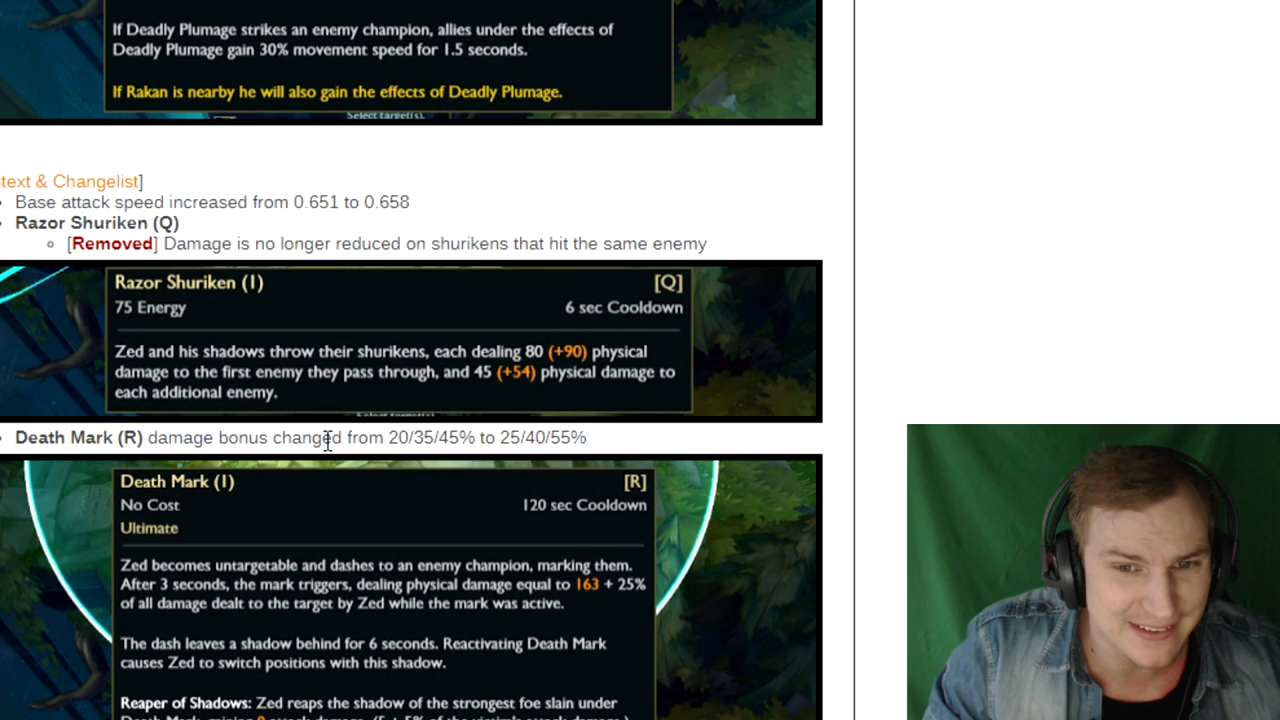 If Deadly Plumage strikes an enemy champion, allies under the effects of
Deadly Plumage gain 30% movement speed for 1.5 seconds.
If Rakan is nearby he will also gain the effects of Deadly Plumage.
Select target(s).
text & Changelist]
Base attack speed increased from 0.651 to 0.658
Razor Shuriken (Q)
[Removed] Damage is no longer reduced on shurikens that hit the same enemy
Razor Shuriken (1) [Q]
75 Energy 6 sec Cooldown
Zed and his shadows throw their shurikens, each dealing 80 (+90) physical
damage to the first enemy they pass through, and 45 (+54) physical damage to
each additional enemy.
Select target(s)
Death Mark (R) damage bonus changed from 20/35/45% to 25/40/55%
Death Mark (1) [R]
No Cost 120 sec Cooldown
Ultimate
Zed becomes untargetable and dashes to an enemy champion, marking them.
After 3 seconds, the mark triggers, dealing physical damage equal to 163 + 25%
of all damage dealt to the target by Zed while the mark was active.
The dash leaves a shadow behind for 6 seconds. Reactivating Death Mark
causes Zed to switch positions with this shadow.
Reaper of Shadows: Zed reaps the shadow of the strongest foe slain under